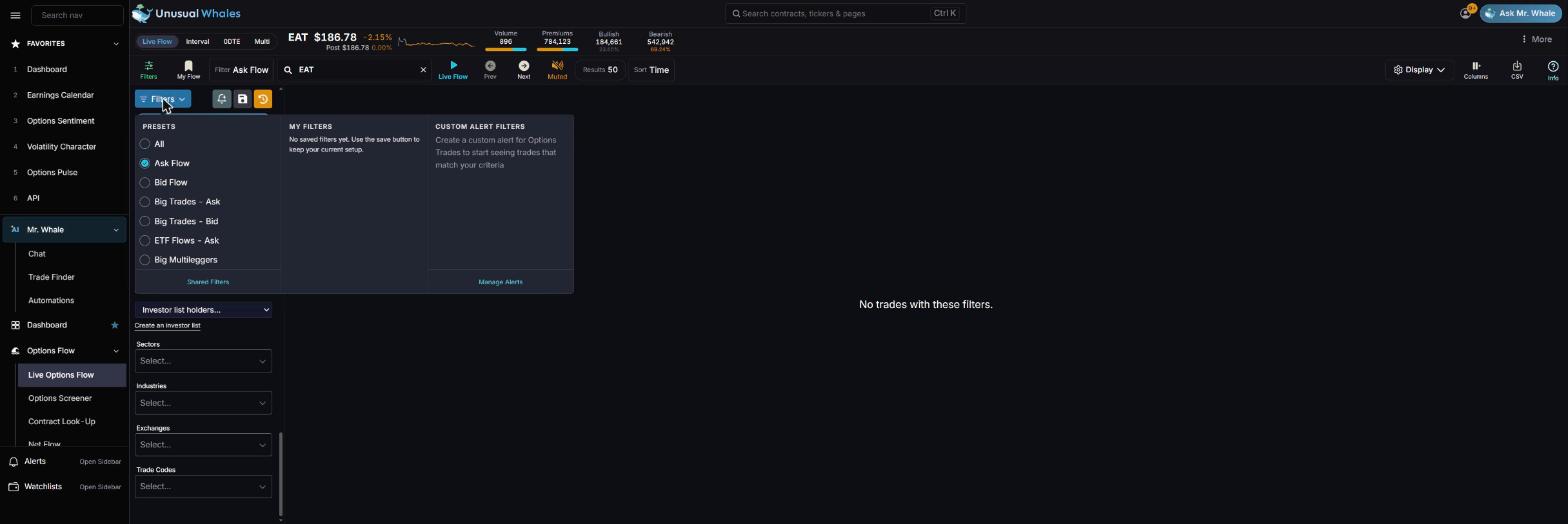 Search nav
Unusual Whales
Search contracts, tickers & pages
Ctrl K
9+
Ask Mr. Whale
FAVORITES
1 Dashboard
2 Earnings Calendar
3 Options Sentiment
4 Volatility Character
5 Options Pulse
6 API
AI Mr. Whale
Chat
Trade Finder
Automations
Dashboard
Options Flow
Live Options Flow
Options Screener
Contract Look-Up
Net Flow
Alerts Open Sidebar
Watchlists Open Sidebar
Live Flow Interval 0DTE Multi
EAT $186.78 -2.15%
Post $186.78 0.00%
Volume
896
Premiums
784,123
Bullish
184,661
Bearish
542,942
69.24%
More
Filters
My Flow
Filter Ask Flow
EAT
Live Flow
Prev
Next
Muted
Results 50
Sort Time
Display
Columns
CSV
Info
Filters
PRESETS
All
Ask Flow
Bid Flow
Big Trades - Ask
Big Trades - Bid
ETF Flows - Ask
Big Multileggers
Shared Filters
MY FILTERS
No saved filters yet. Use the save button to
keep your current setup.
CUSTOM ALERT FILTERS
Create a custom alert for Options
Trades to start seeing trades that
match your criteria
Manage Alerts
Investor list holders...
Create an investor list
Sectors
Select...
Industries
Select...
Exchanges
Select...
Trade Codes
Select...
No trades with these filters.